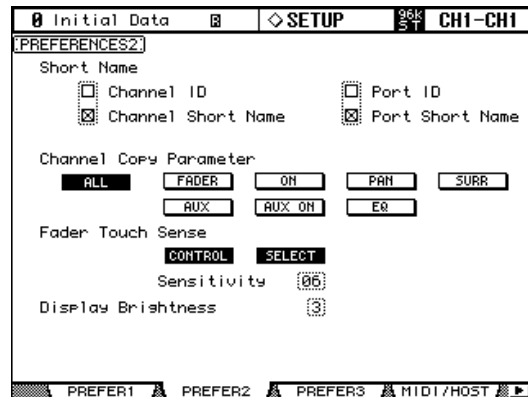 0 Initial Data R ◇SETUP 96k ST CH1-CH1
PREFERENCES2
Short Name
Channel ID Port ID
Channel Short Name Port Short Name
Channel Copy Parameter
ALL FADER ON PAN SURR
AUX AUX ON EQ
Fader Touch Sense
CONTROL SELECT
Sensitivity 06
Display Brightness 3
PREFER1 PREFER2 PREFER3 MIDI/HOST